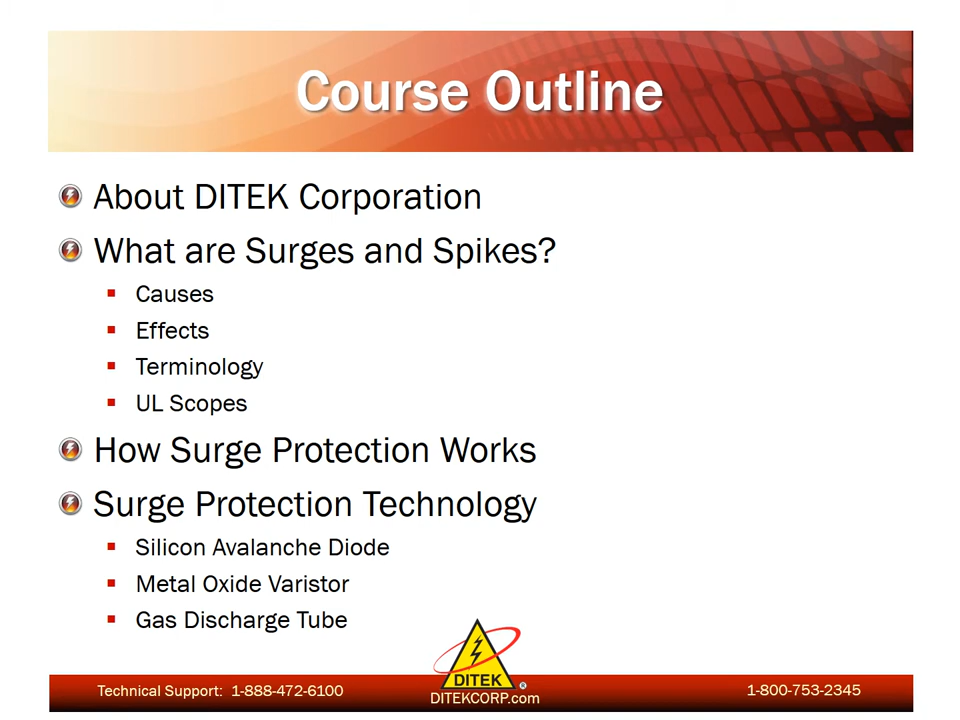 Course Outline
About DITEK Corporation
What are Surges and Spikes?
Causes
Effects
Terminology
UL Scopes
How Surge Protection Works
Surge Protection Technology
Silicon Avalanche Diode
Metal Oxide Varistor
Gas Discharge Tube
DITEK ®
Technical Support: 1-888-472-6100
DITEKCORP.com
1-800-753-2345